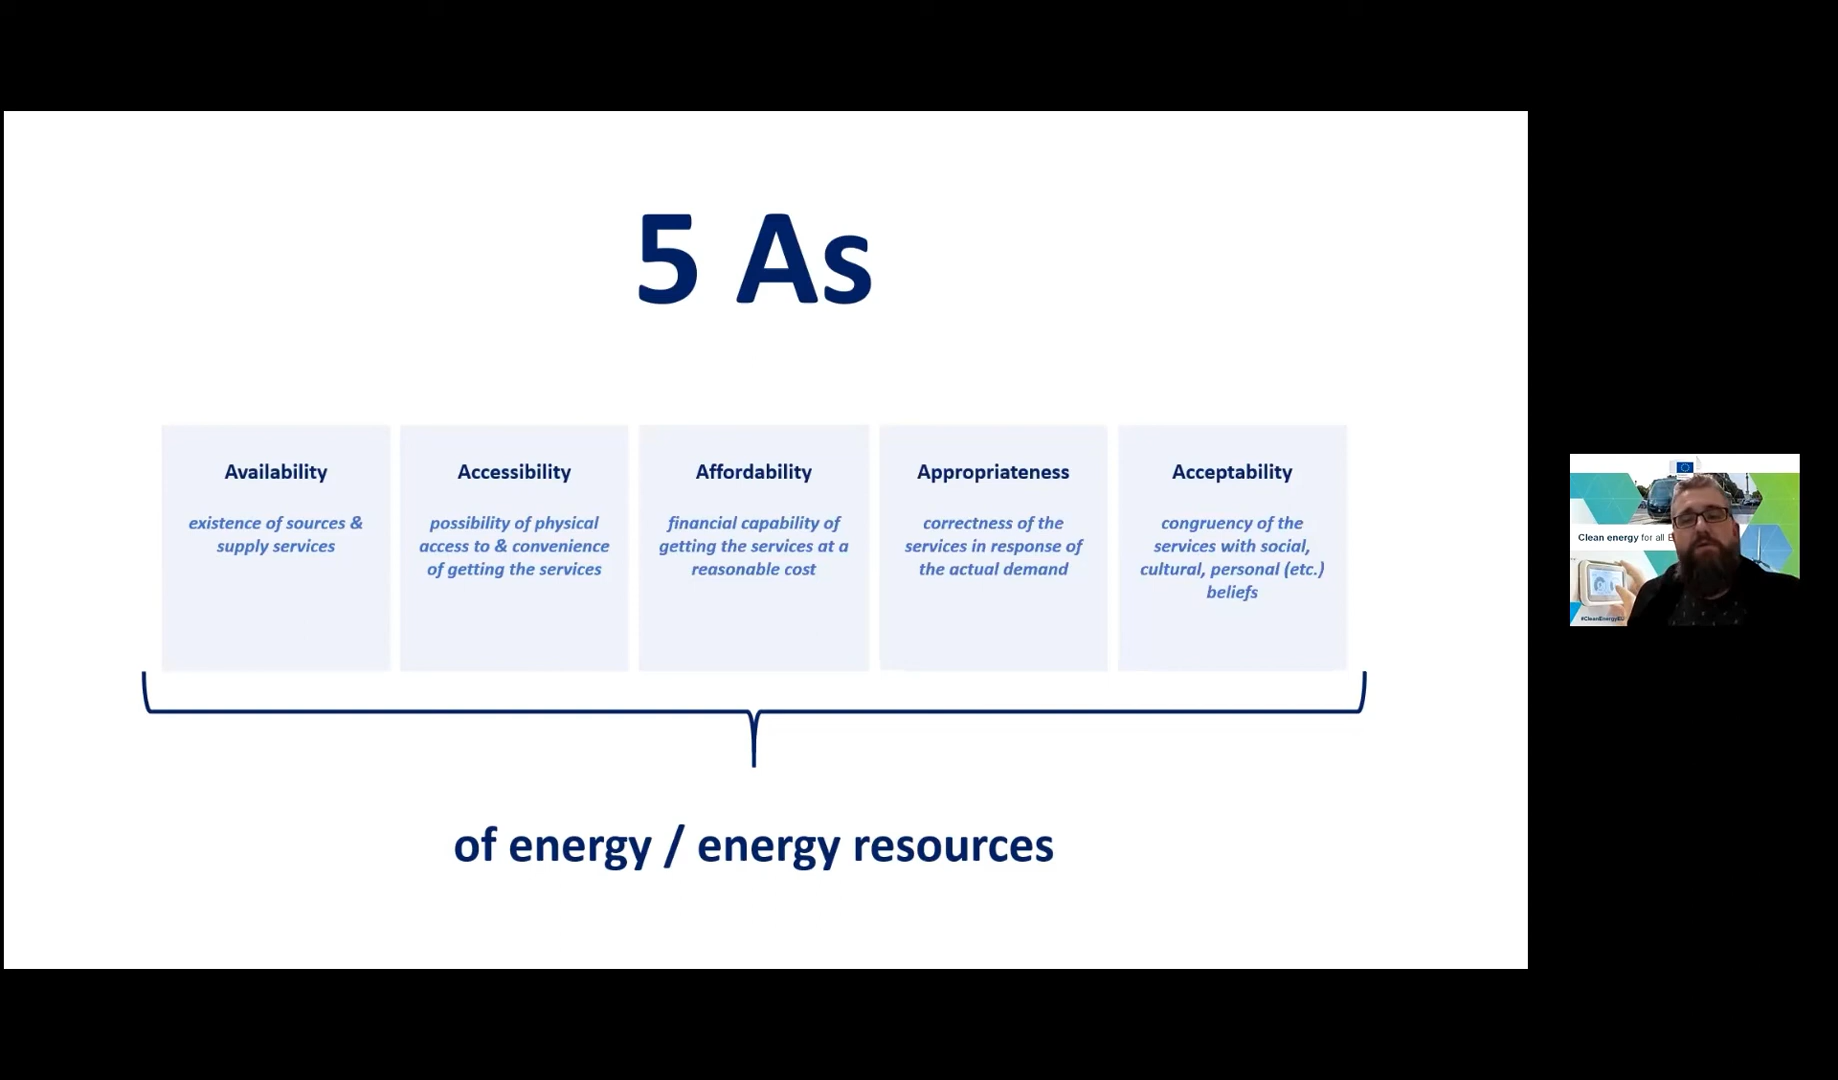 5 As
Availability
existence of sources &
supply services
Accessibility
possibility of physical
access to & convenience
of getting the services
Affordability
financial capability of
getting the services at a
reasonable cost
Appropriateness
correctness of the
services in response of
the actual demand
Acceptability
congruency of the
services with social,
cultural, personal (etc.)
beliefs
of energy / energy resources
Clean energy for all E
#CleanEnergyEU